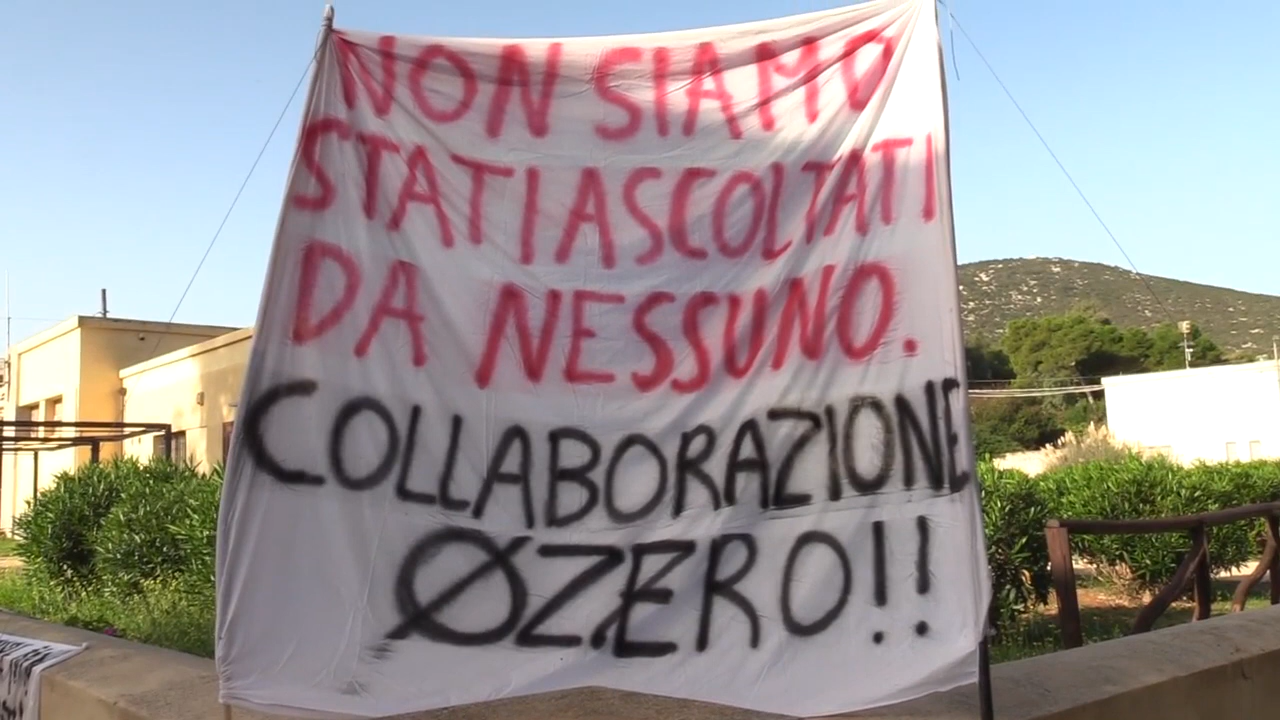 NON SIAMO
STATI ASCOLTATI
DA NESSUNO.
COLLABORAZIONE
ØZERO!!